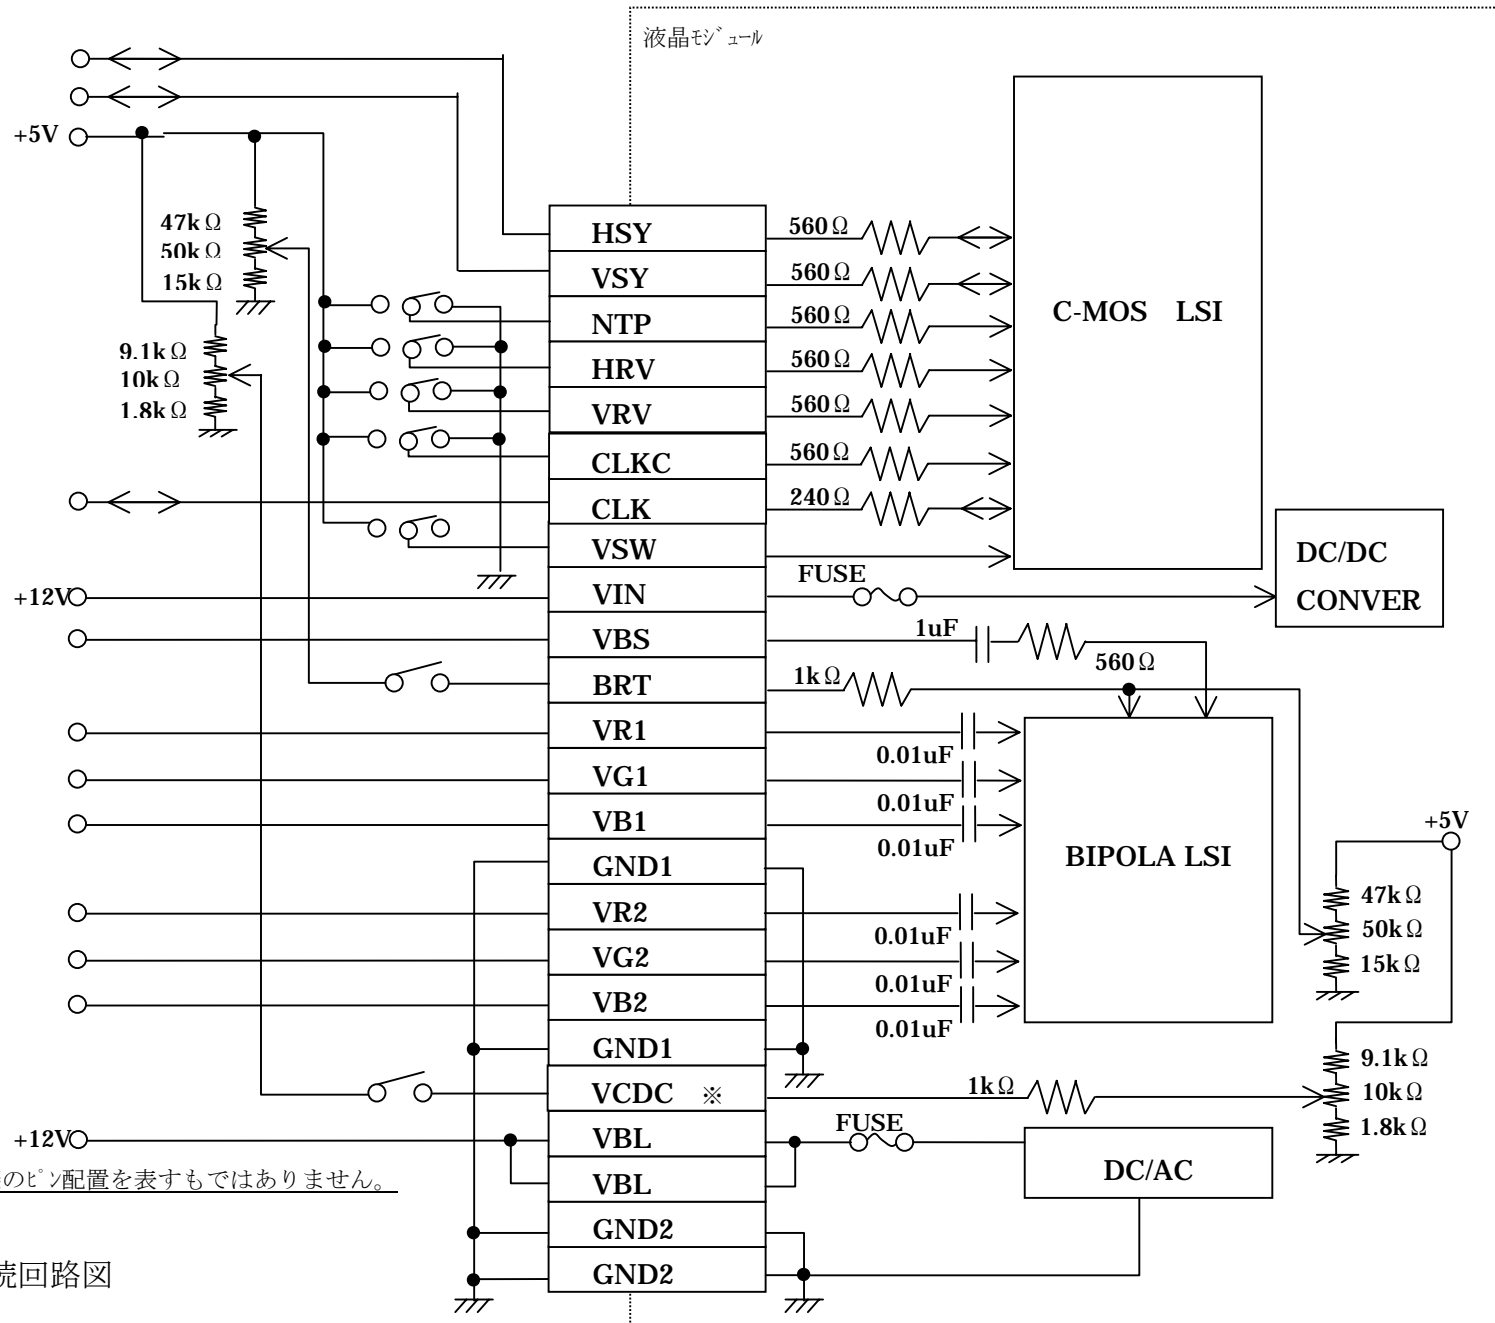 液晶ﾓｼﾞｭｰﾙ
+5V
47kΩ
50kΩ
15kΩ
9.1kΩ
10kΩ
1.8kΩ
HSY
VSY
NTP
HRV
VRV
CLKC
CLK
VSW
VIN
VBS
BRT
VR1
VG1
VB1
GND1
VR2
VG2
VB2
GND1
VCDC ※
VBL
VBL
GND2
GND2
+12V
+12V
560Ω
560Ω
560Ω
560Ω
560Ω
560Ω
240Ω
C-MOS LSI
FUSE
DC/DC
CONVER
1uF
560Ω
1kΩ
0.01uF
0.01uF
0.01uF
BIPOLA LSI
0.01uF
0.01uF
0.01uF
+5V
47kΩ
50kΩ
15kΩ
9.1kΩ
10kΩ
1.8kΩ
1kΩ
FUSE
DC/AC
のﾋﾟﾝ配置を表すもではありません。
続回路図